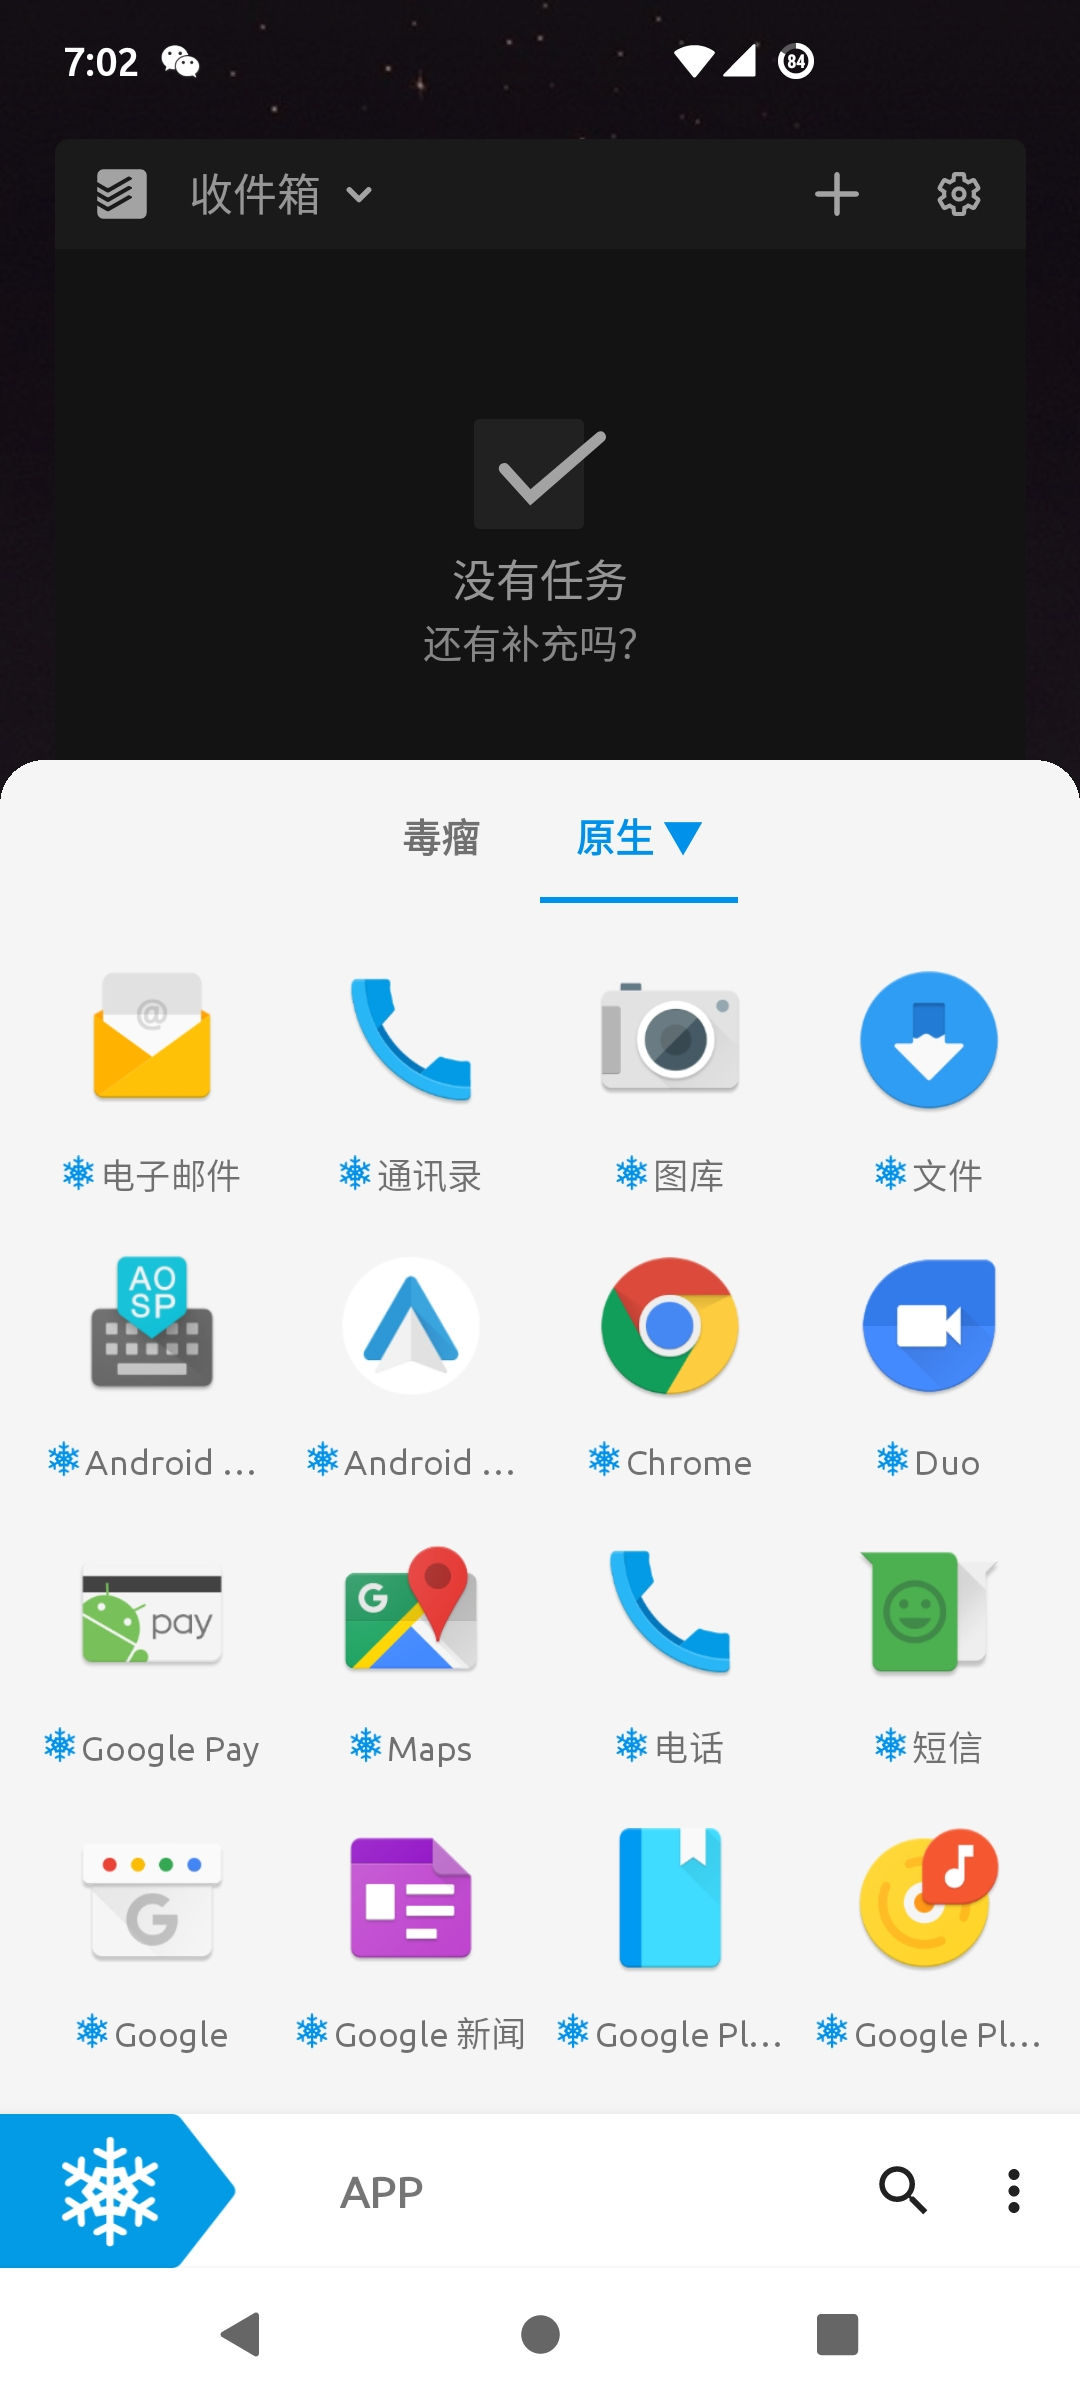 7:02
84
收件箱
没有任务
还有补充吗?
毒瘤 原生▼
@
电子邮件 通讯录 图库 文件
AO
SP
Android ... Android ... Chrome Duo
pay
G
Google Pay Maps 电话 短信
G
Google Google 新闻 Google Pl... Google Pl...
APP